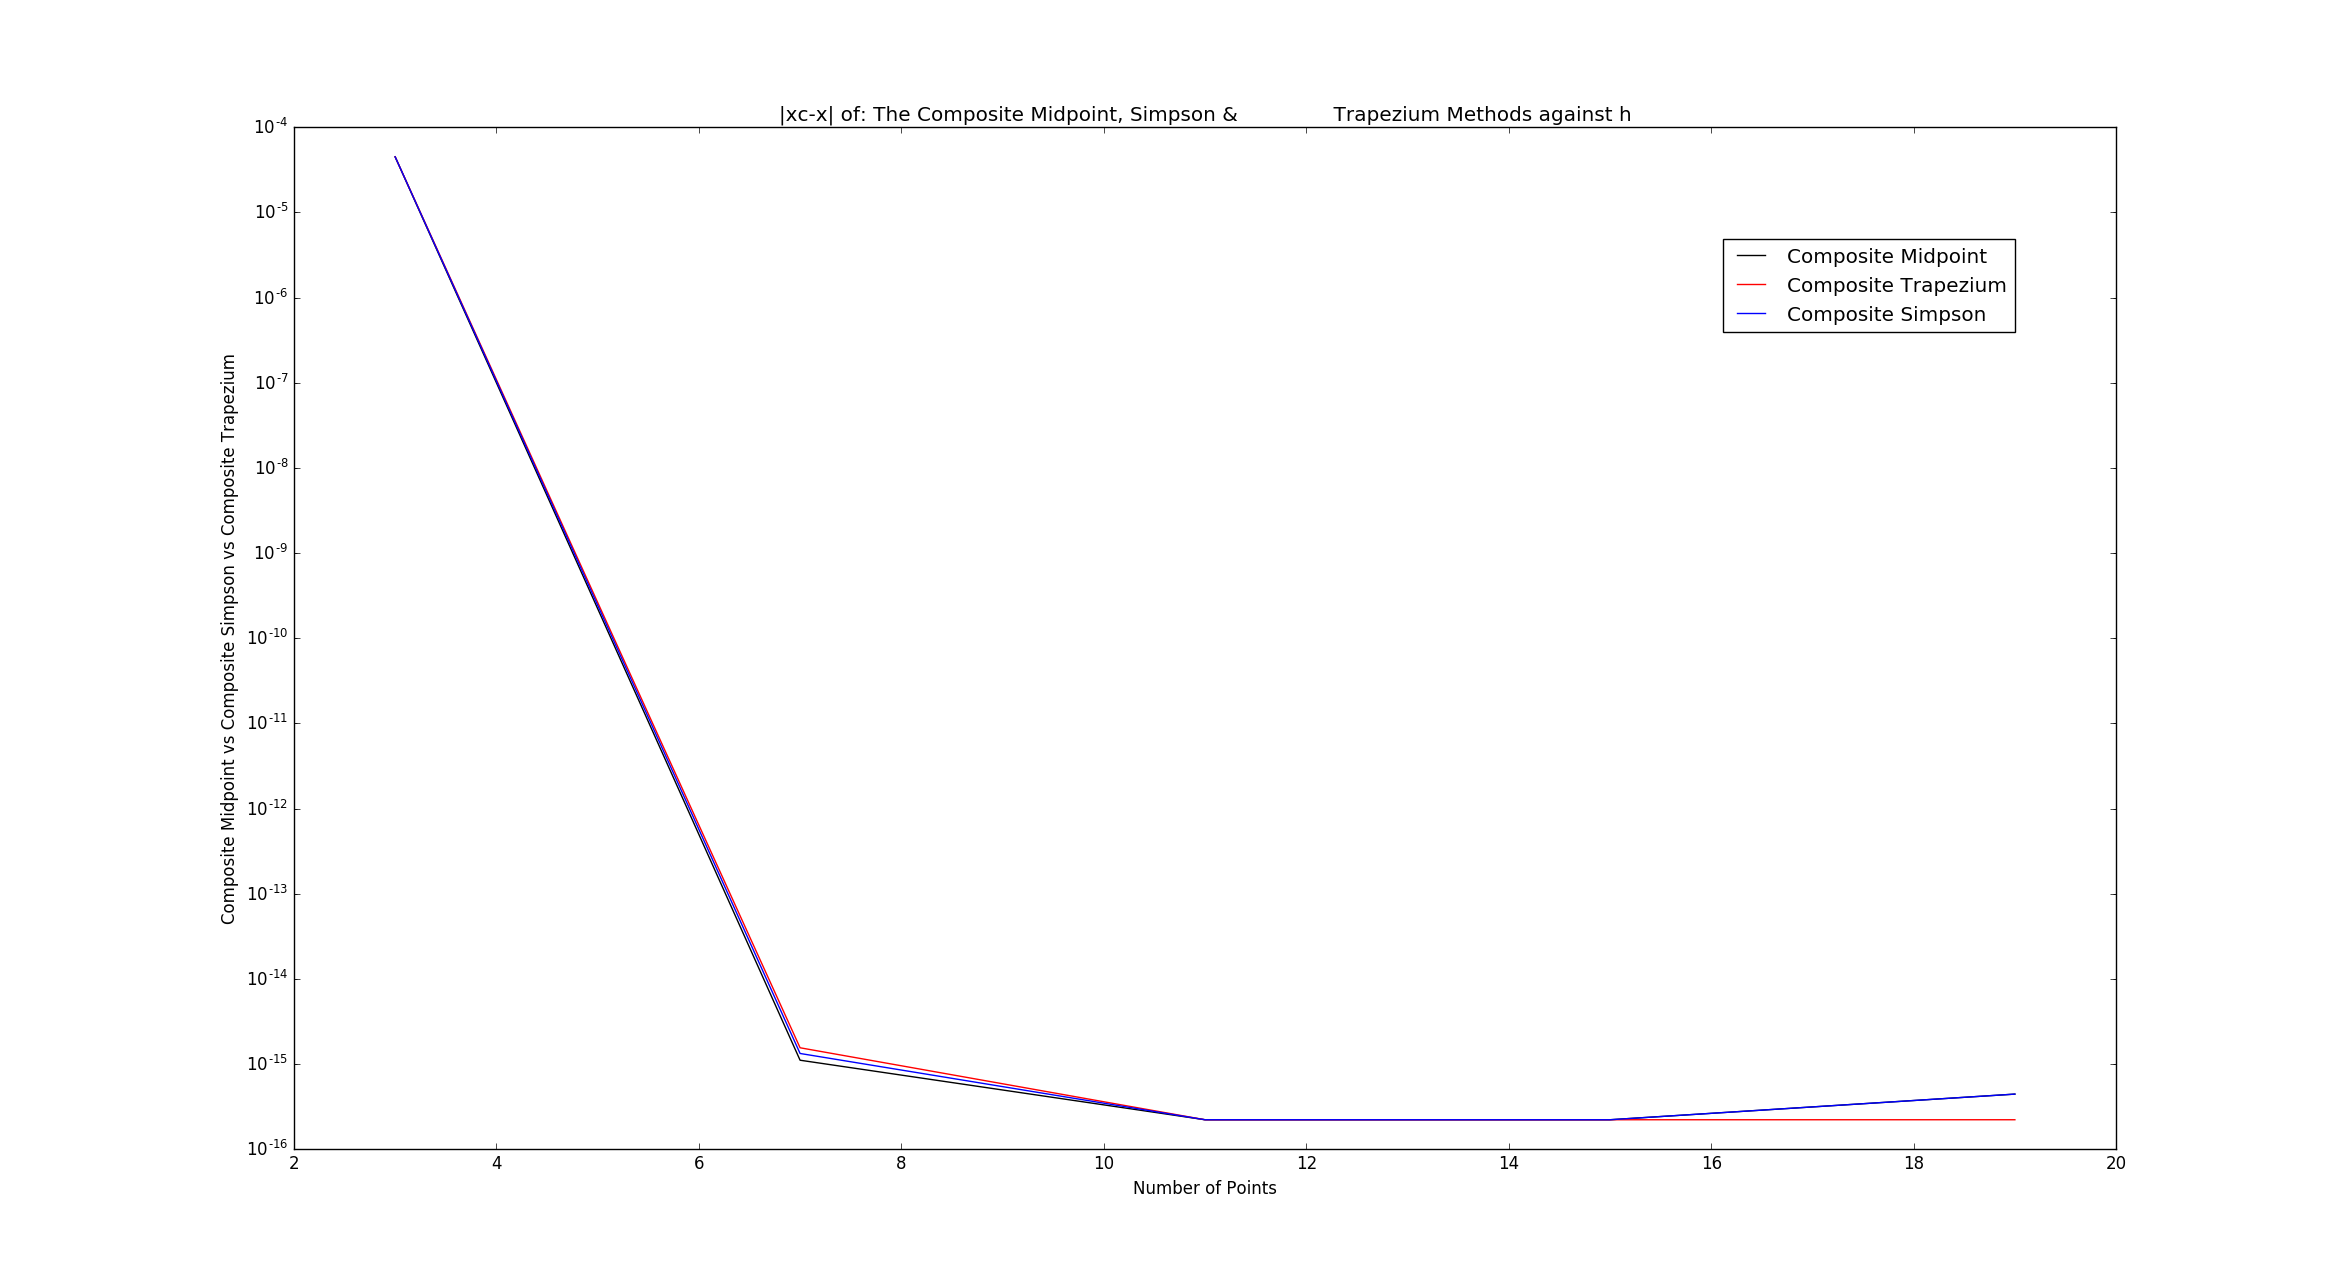 |xc-x| of: The Composite Midpoint, Simpson & Trapezium Methods against h
10^-4
10^-5
10^-6
10^-7
10^-8
10^-9
10^-10
10^-11
10^-12
10^-13
10^-14
10^-15
10^-16
Composite Midpoint vs Composite Simpson vs Composite Trapezium
Composite Midpoint
Composite Trapezium
Composite Simpson
2 4 6 8 10 12 14 16 18 20
Number of Points